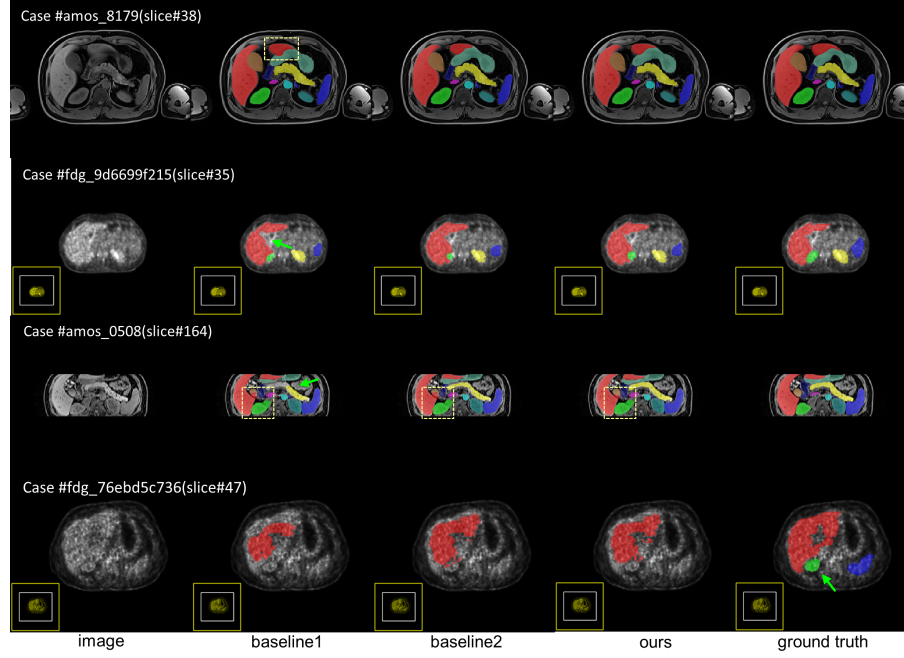 Case #amos_8179(slice#38)
Case #fdg_9d6699f215(slice#35)
Case #amos_0508(slice#164)
Case #fdg_76ebd5c736(slice#47)
image baseline1 baseline2 ours ground truth